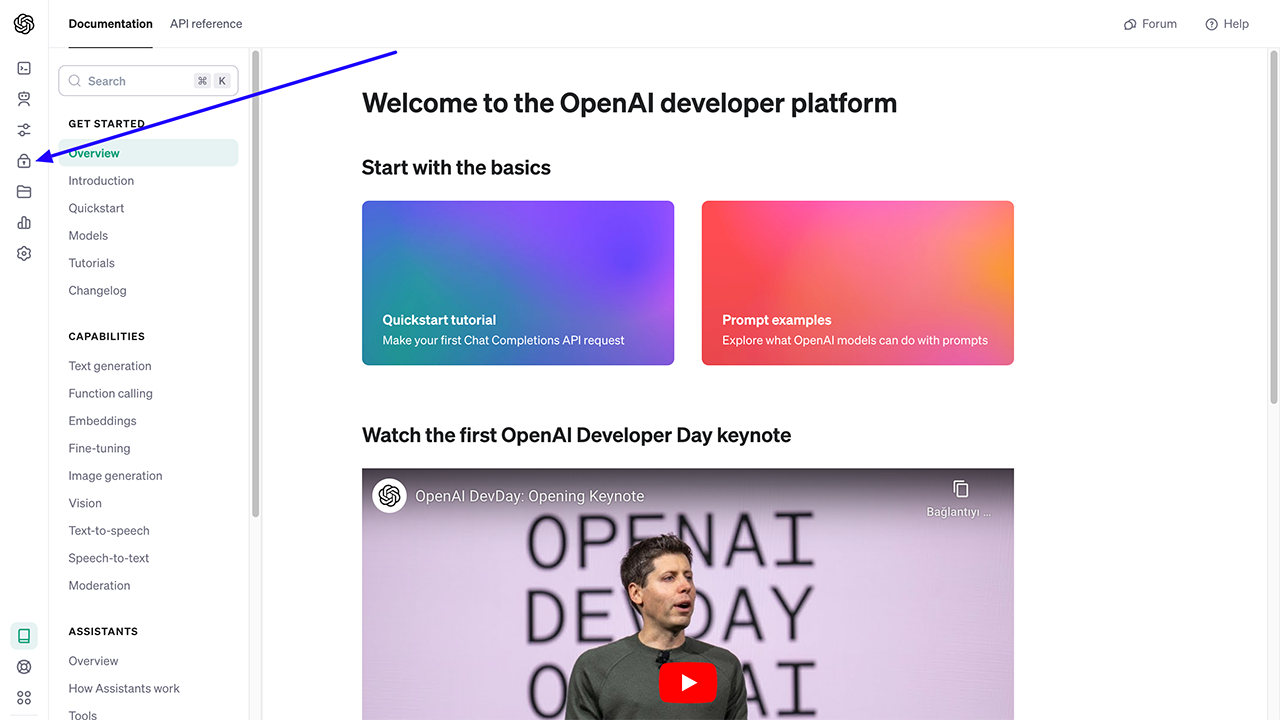 Documentation
API reference
Forum
Help
Search
⌘ K
GET STARTED
Overview
Introduction
Quickstart
Models
Tutorials
Changelog
CAPABILITIES
Text generation
Function calling
Embeddings
Fine-tuning
Image generation
Vision
Text-to-speech
Speech-to-text
Moderation
ASSISTANTS
Overview
How Assistants work
Tools
Welcome to the OpenAI developer platform
Start with the basics
Quickstart tutorial
Make your first Chat Completions API request
Prompt examples
Explore what OpenAI models can do with prompts
Watch the first OpenAI Developer Day keynote
OpenAI DevDay: Opening Keynote
Bağlantıyı ...
OPENAI
DEVDAY
OPENAI